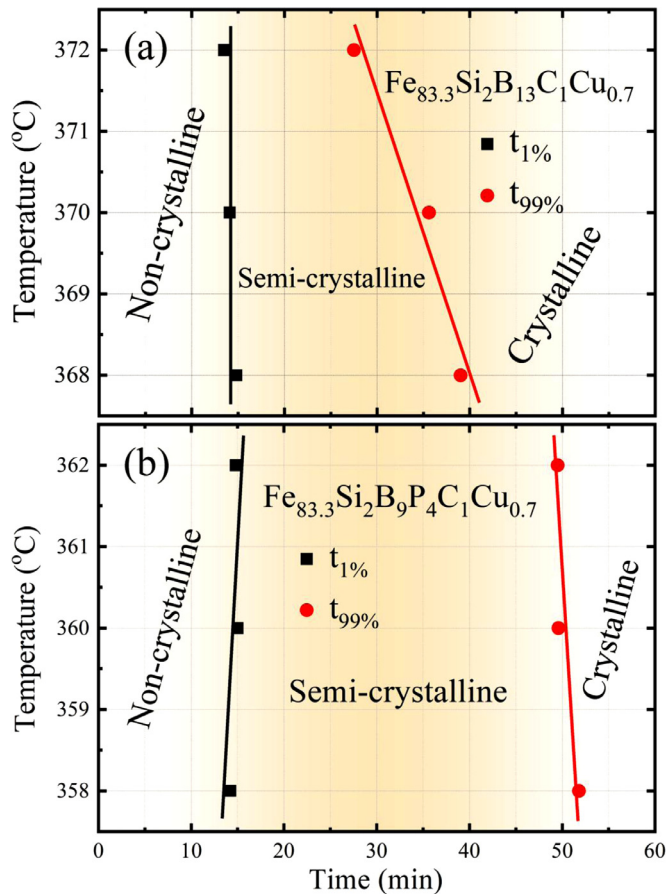 (a)
Fe83.3Si2B13C1Cu0.7
t1%
t99%
Non-crystalline
Semi-crystalline
Crystalline
Temperature (°C)
372
371
370
369
368
(b)
Fe83.3Si2B9P4C1Cu0.7
t1%
t99%
Non-crystalline
Semi-crystalline
Crystalline
Temperature (°C)
362
361
360
359
358
0 10 20 30 40 50 60
Time (min)